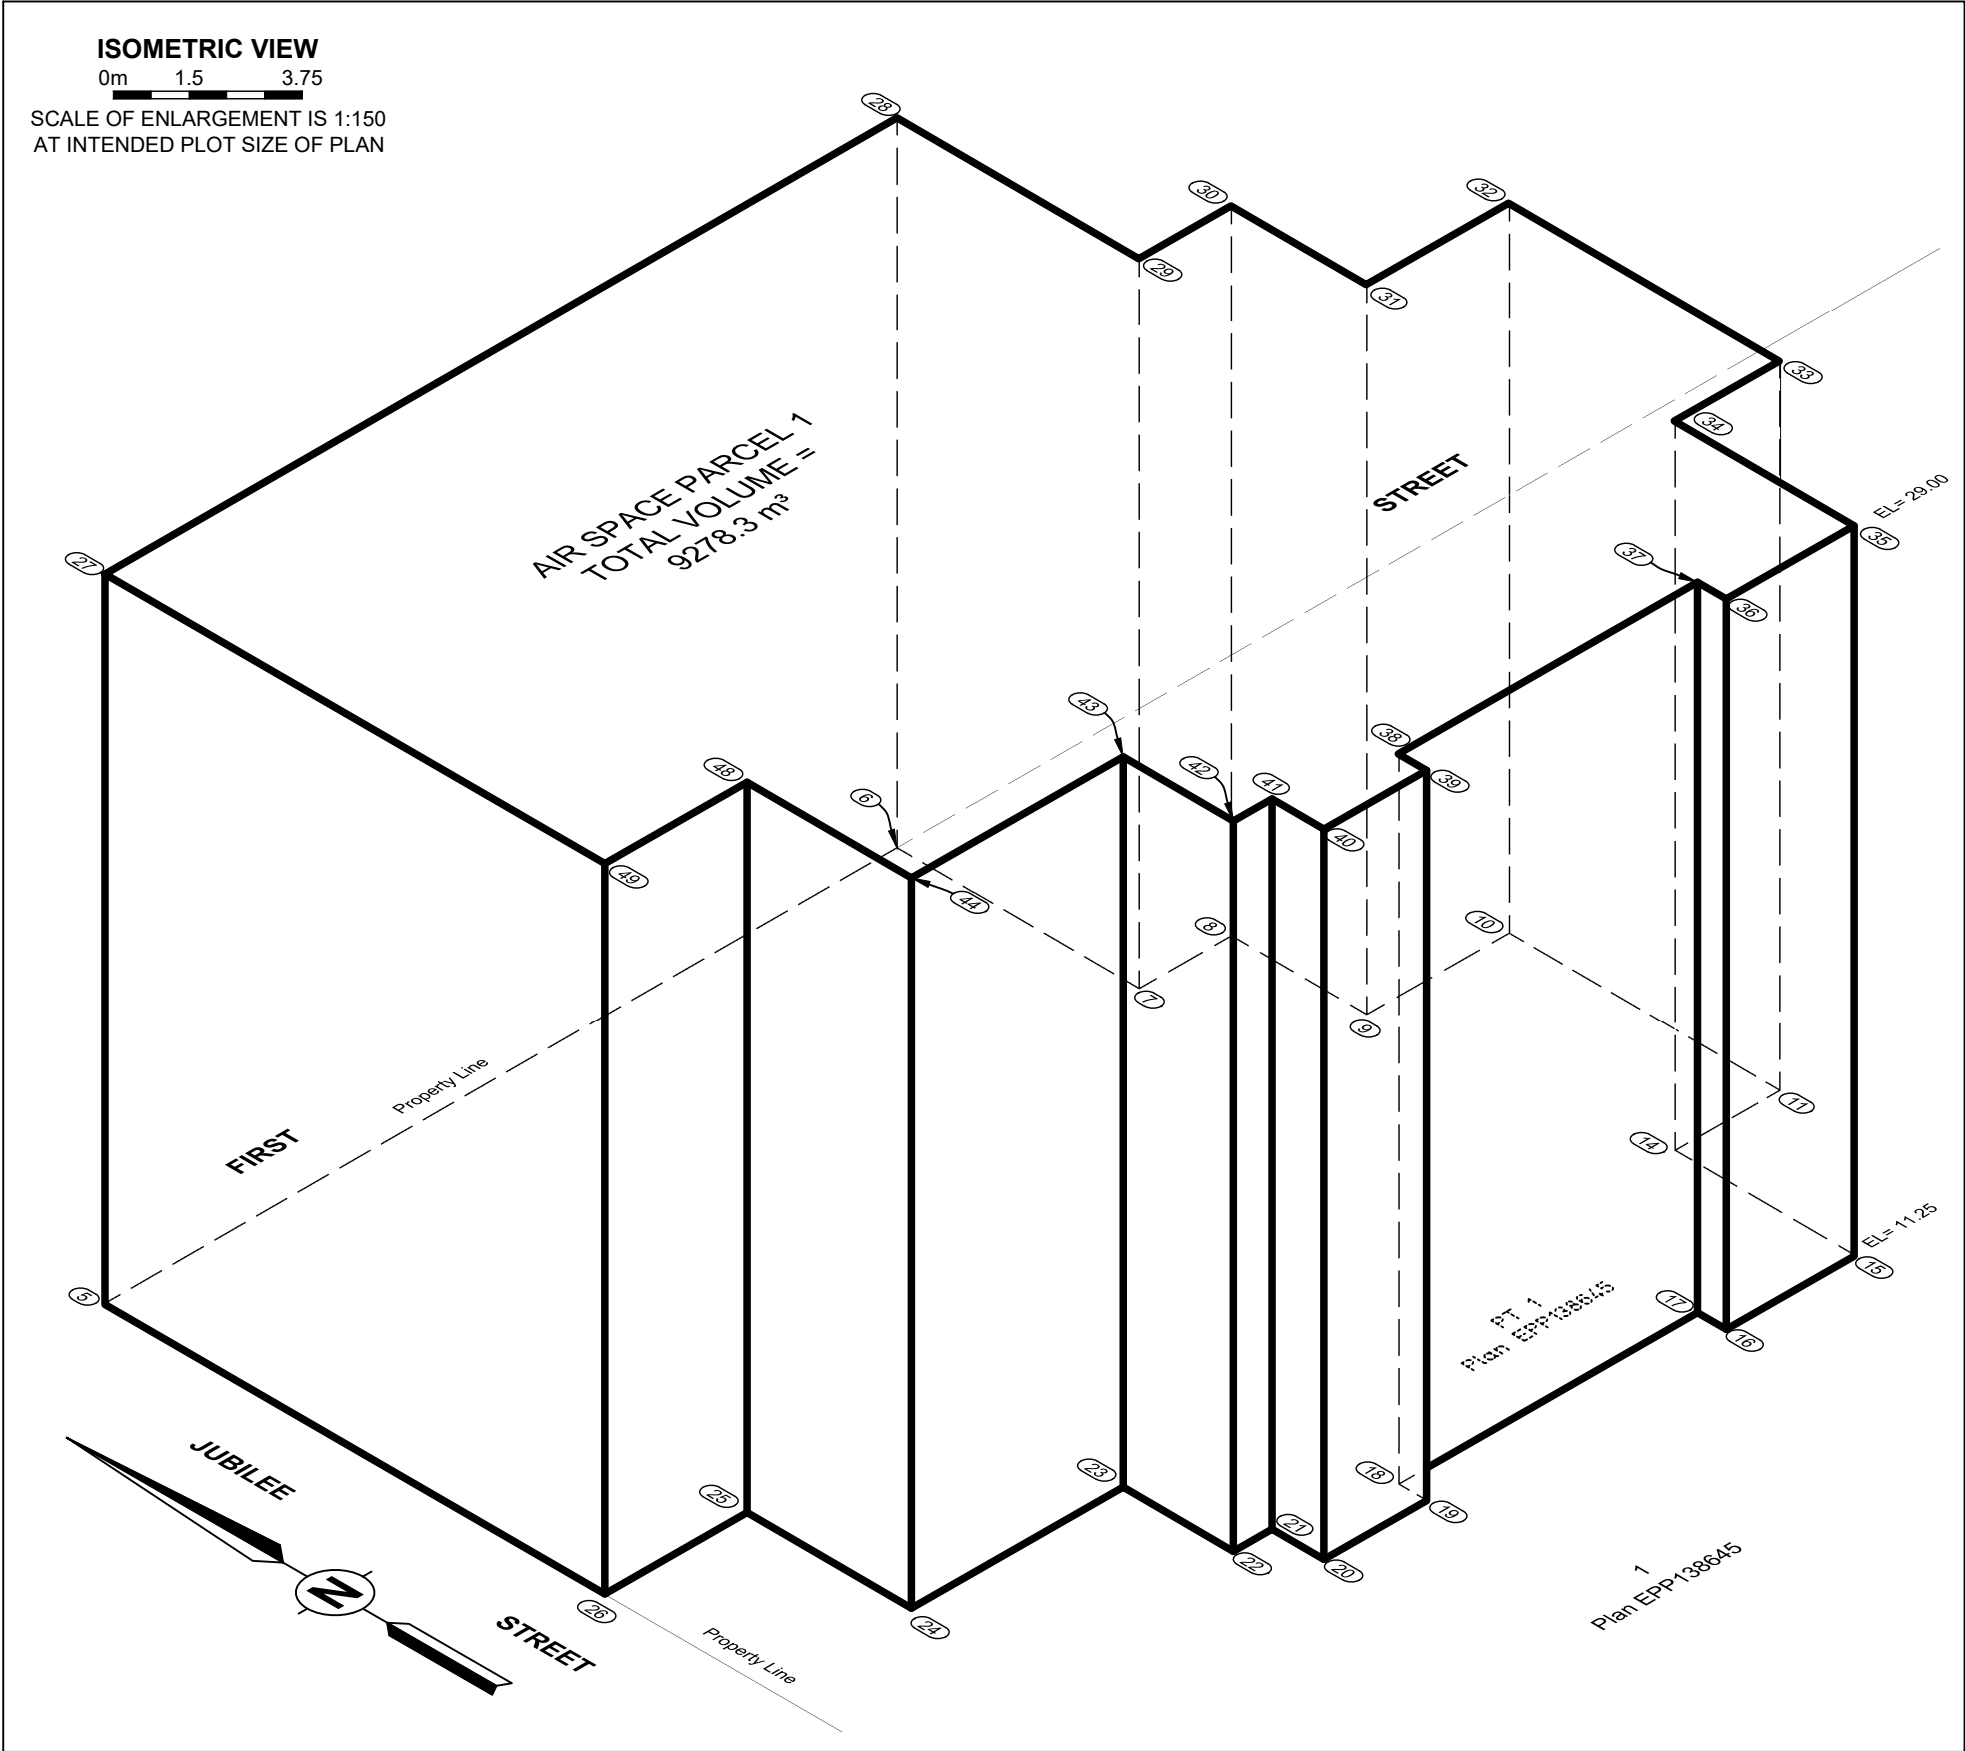 ISOMETRIC VIEW
0m 1.5 3.75
SCALE OF ENLARGEMENT IS 1:150
AT INTENDED PLOT SIZE OF PLAN
28
30
32
29
31
33
34
AIR SPACE PARCEL 1
TOTAL VOLUME =
9278.3 m³
STREET
EL= 29.00
35
27
37
36
43
38
42
48
41
39
6
40
49
44
8
10
7
9
Property Line
11
FIRST
14
EL= 11.25
15
5
PT 1
Plan EPP138645
17
16
JUBILEE
23
18
25
19
21
22
20
N
26
24
STREET
Property Line
1
Plan EPP138645